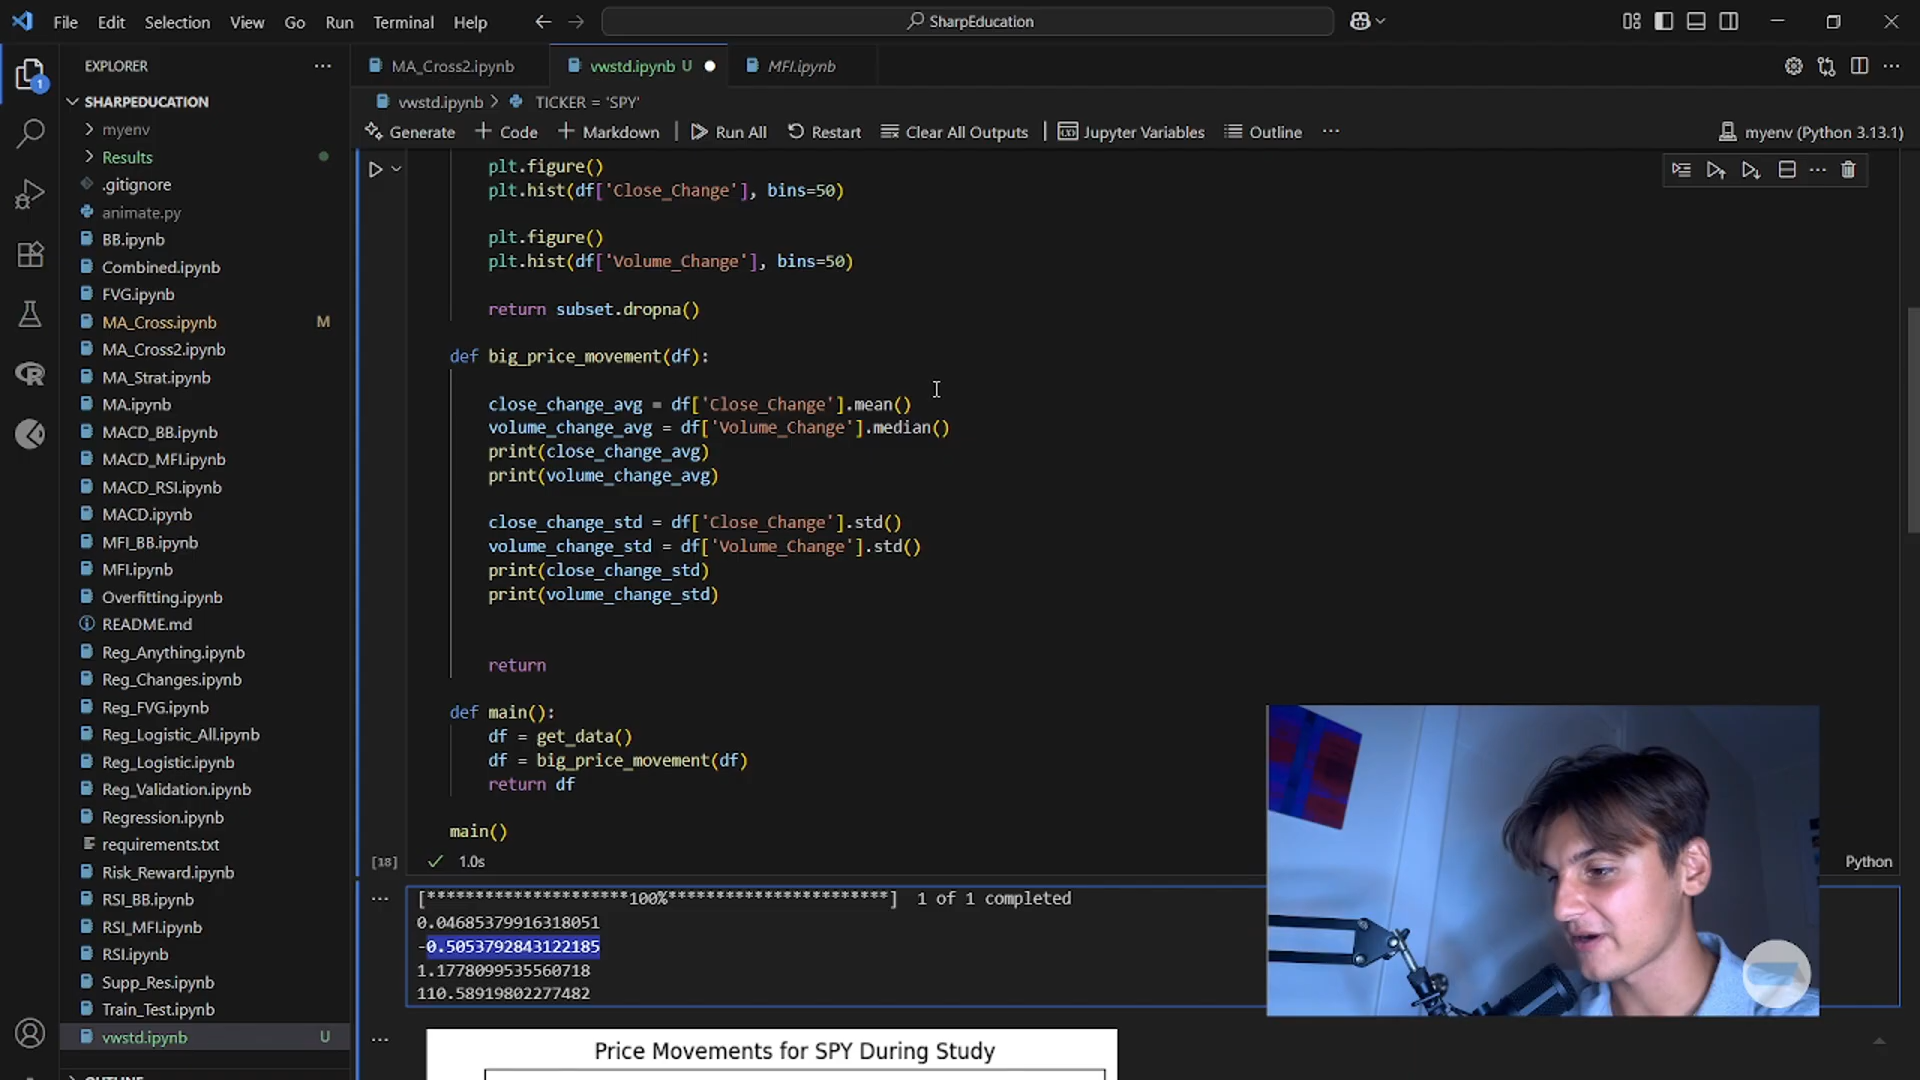 File Edit Selection View Go Run Terminal Help
SharpEducation
EXPLORER
SHARPEDUCATION
myenv
Results
.gitignore
animate.py
BB.ipynb
Combined.ipynb
FVG.ipynb
MA_Cross.ipynb M
MA_Cross2.ipynb
MA_Strat.ipynb
MA.ipynb
MACD_BB.ipynb
MACD_MFI.ipynb
MACD_RSI.ipynb
MACD.ipynb
MFI_BB.ipynb
MFI.ipynb
Overfitting.ipynb
README.md
Reg_Anything.ipynb
Reg_Changes.ipynb
Reg_FVG.ipynb
Reg_Logistic_All.ipynb
Reg_Logistic.ipynb
Reg_Validation.ipynb
Regression.ipynb
requirements.txt
Risk_Reward.ipynb
RSI_BB.ipynb
RSI_MFI.ipynb
RSI.ipynb
Supp_Res.ipynb
Train_Test.ipynb
vwstd.ipynb U
MA_Cross2.ipynb vwstd.ipynb U MFI.ipynb
vwstd.ipynb > TICKER = 'SPY'
Generate + Code + Markdown Run All Restart Clear All Outputs Jupyter Variables Outline ... myenv (Python 3.13.1)
plt.figure()
plt.hist(df['Close_Change'], bins=50)
plt.figure()
plt.hist(df['Volume_Change'], bins=50)
return subset.dropna()
def big_price_movement(df):
close_change_avg = df['Close_Change'].mean()
volume_change_avg = df['Volume_Change'].median()
print(close_change_avg)
print(volume_change_avg)
close_change_std = df['Close_Change'].std()
volume_change_std = df['Volume_Change'].std()
print(close_change_std)
print(volume_change_std)
return
def main():
df = get_data()
df = big_price_movement(df)
return df
main()
[18] 1.0s Python
[*********************100%***********************] 1 of 1 completed
0.04685379916318051
-0.5053792843122185
1.1778099535560718
110.58919802277482
Price Movements for SPY During Study